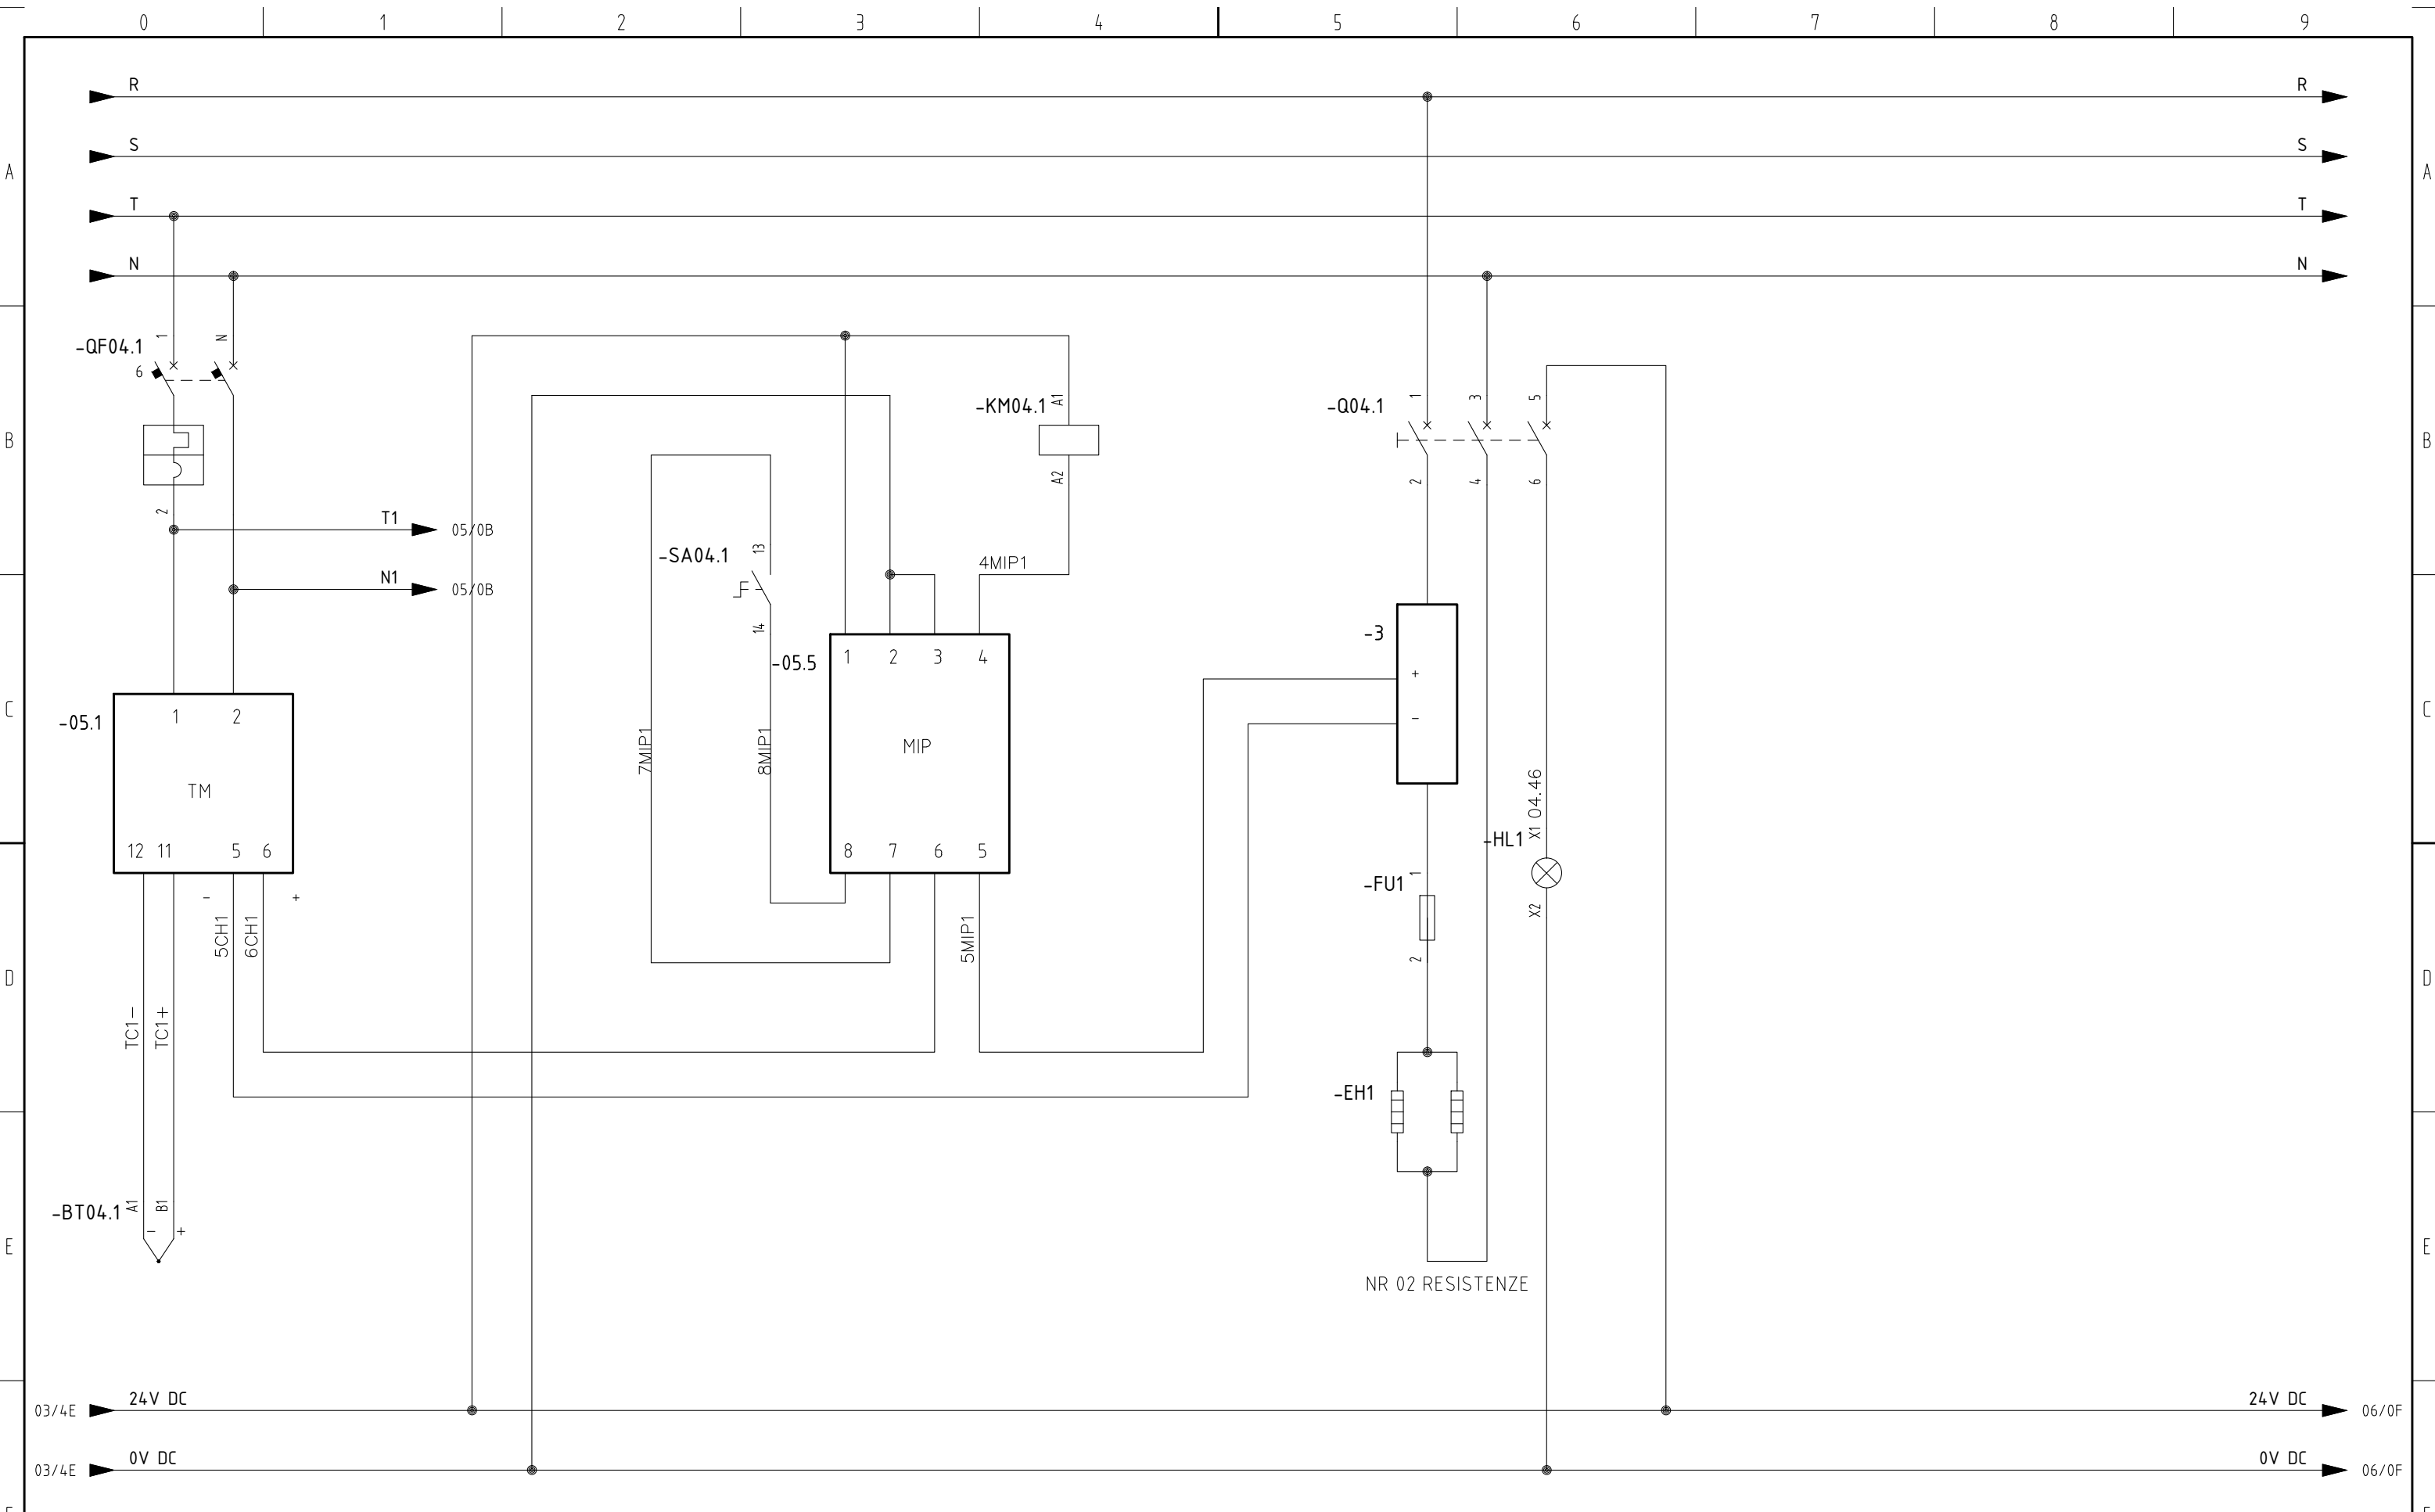 0 1 2 3 4 5 6 7 8 9
R R
S S
A A
T T
N N
1 N
-QF04.1
6
-KM04.1 A1
-Q04.1 1 3 5
B B
A2
2 4 6
2
T1 05/0B
-SA04.1 13
4MIP1
N1 05/0B
14
-3
-05.5 1 2 3 4
+
-
C C
-05.1 1 2
7MIP1 8MIP1 MIP
TM
X1 04.46
-HL1
12 11 5 6 8 7 6 5
-FU1 1
- +
5CH1 6CH1 5MIP1
X2
2
D D
TC1- TC1+
-EH1
-BT04.1 A1 B1
- +
E E
NR 02 RESISTENZE
03/4E 24V DC 24V DC 06/0F
03/4E 0V DC 0V DC 06/0F